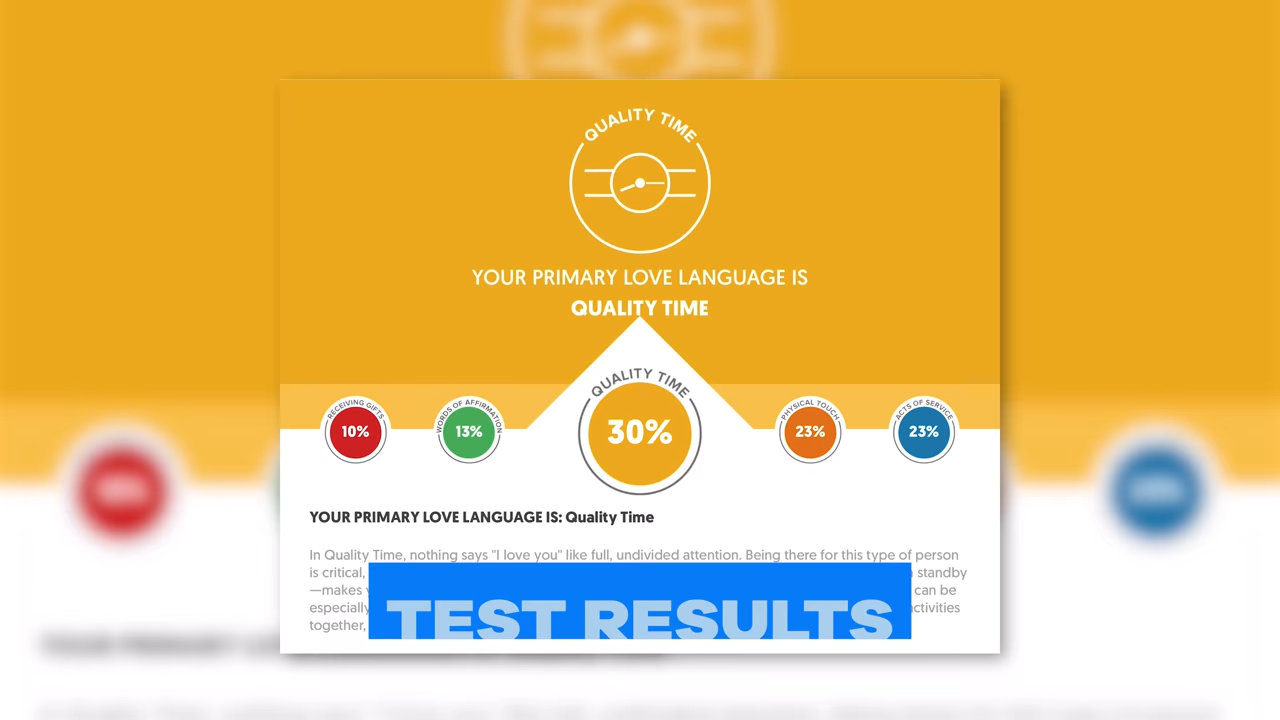 QUALITY TIME
YOUR PRIMARY LOVE LANGUAGE IS
QUALITY TIME
RECEIVING GIFTS
10%
WORDS OF AFFIRMATION
13%
QUALITY TIME
30%
PHYSICAL TOUCH
23%
ACTS OF SERVICE
23%
YOUR PRIMARY LOVE LANGUAGE IS: Quality Time
In Quality Time, nothing says "I love you" like full, undivided attention. Being there for this type of person
is critical, standby
—makes can be
especially activities
together,
TEST RESULTS